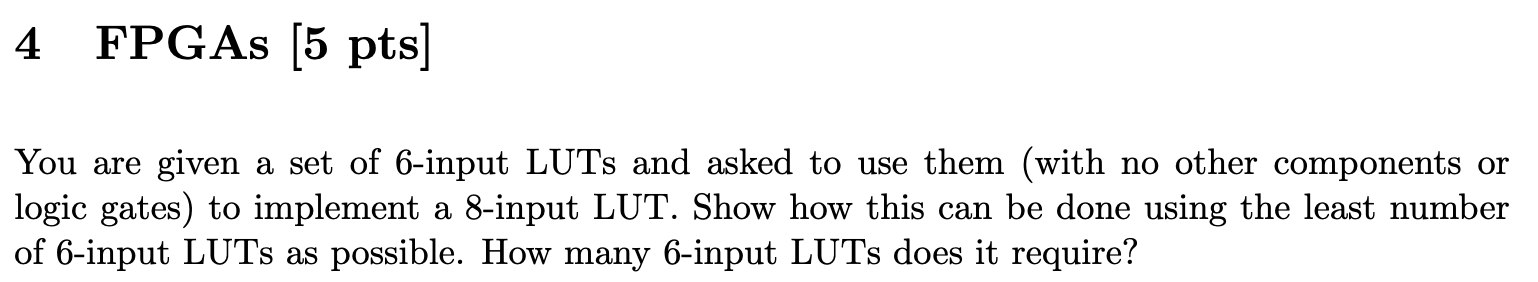 4 FPGAs [5 pts]
You are given a set of 6-input LUTs and asked to use them (with no other components or
logic gates) to implement a 8-input LUT. Show how this can be done using the least number
of 6-input LUTs as possible. How many 6-input LUTs does it require?